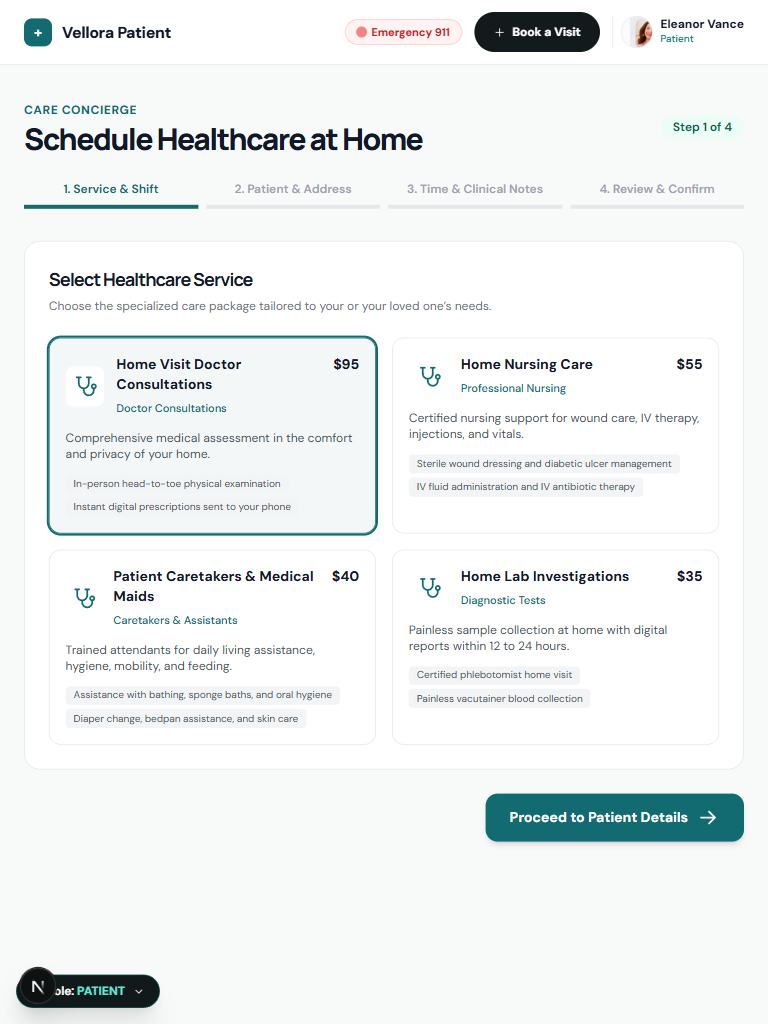 + Vellora Patient
Emergency 911
+ Book a Visit
Eleanor Vance
Patient
CARE CONCIERGE
Schedule Healthcare at Home
Step 1 of 4
1. Service & Shift
2. Patient & Address
3. Time & Clinical Notes
4. Review & Confirm
Select Healthcare Service
Choose the specialized care package tailored to your or your loved one's needs.
Home Visit Doctor
Consultations
$95
Doctor Consultations
Comprehensive medical assessment in the comfort
and privacy of your home.
In-person head-to-toe physical examination
Instant digital prescriptions sent to your phone
Home Nursing Care
$55
Professional Nursing
Certified nursing support for wound care, IV therapy,
injections, and vitals.
Sterile wound dressing and diabetic ulcer management
IV fluid administration and IV antibiotic therapy
Patient Caretakers & Medical
Maids
$40
Caretakers & Assistants
Trained attendants for daily living assistance,
hygiene, mobility, and feeding.
Assistance with bathing, sponge baths, and oral hygiene
Diaper change, bedpan assistance, and skin care
Home Lab Investigations
$35
Diagnostic Tests
Painless sample collection at home with digital
reports within 12 to 24 hours.
Certified phlebotomist home visit
Painless vacutainer blood collection
Proceed to Patient Details
N
PATIENT